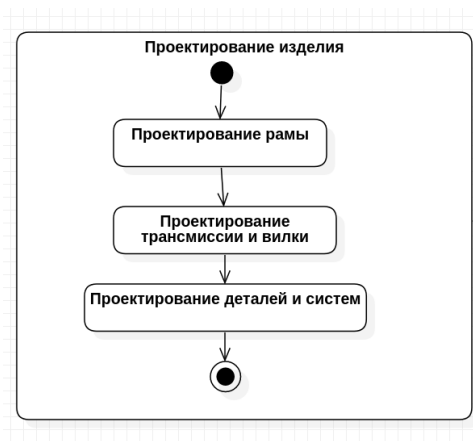 Проектирование изделия
Проектирование рамы
Проектирование
трансмиссии и вилки
Проектирование деталей и систем